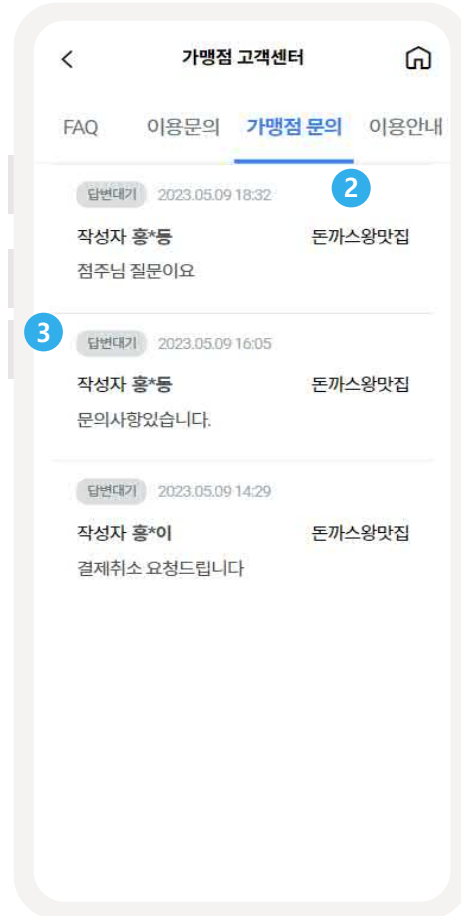 가맹점 고객센터
FAQ 이용문의 가맹점 문의 이용안내
2
답변대기 2023.05.09 18:32
작성자 홍*등 돈까스왕맛집
점주님 질문이요
3
답변대기 2023.05.09 16:05
작성자 홍*등 돈까스왕맛집
문의사항있습니다.
답변대기 2023.05.09 14:29
작성자 홍*이 돈까스왕맛집
결제취소 요청드립니다